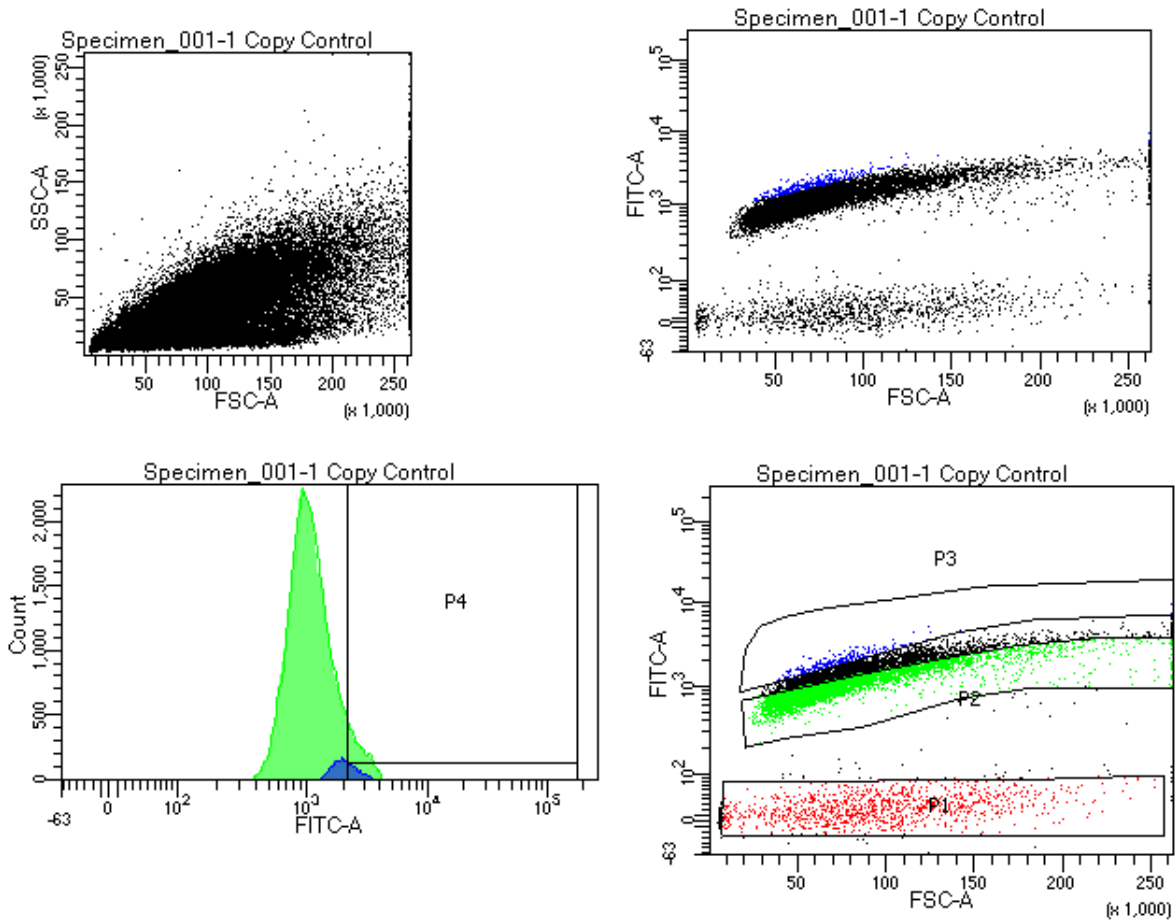 Specimen_001-1 Copy Control
(x 1,000)
SSC-A
250
200
150
100
50
50 100 150 200 250
FSC-A
(x 1,000)
Specimen_001-1 Copy Control
FITC-A
10^5
10^4
10^3
10^2
0
-63
50 100 150 200 250
FSC-A
(x 1,000)
Specimen_001-1 Copy Control
Count
2,000
1,500
1,000
500
0
P4
-63 0 10^2 10^3 10^4 10^5
FITC-A
Specimen_001-1 Copy Control
FITC-A
10^5
10^4
10^3
10^2
0
-63
P3
P2
P1
50 100 150 200 250
FSC-A
(x 1,000)